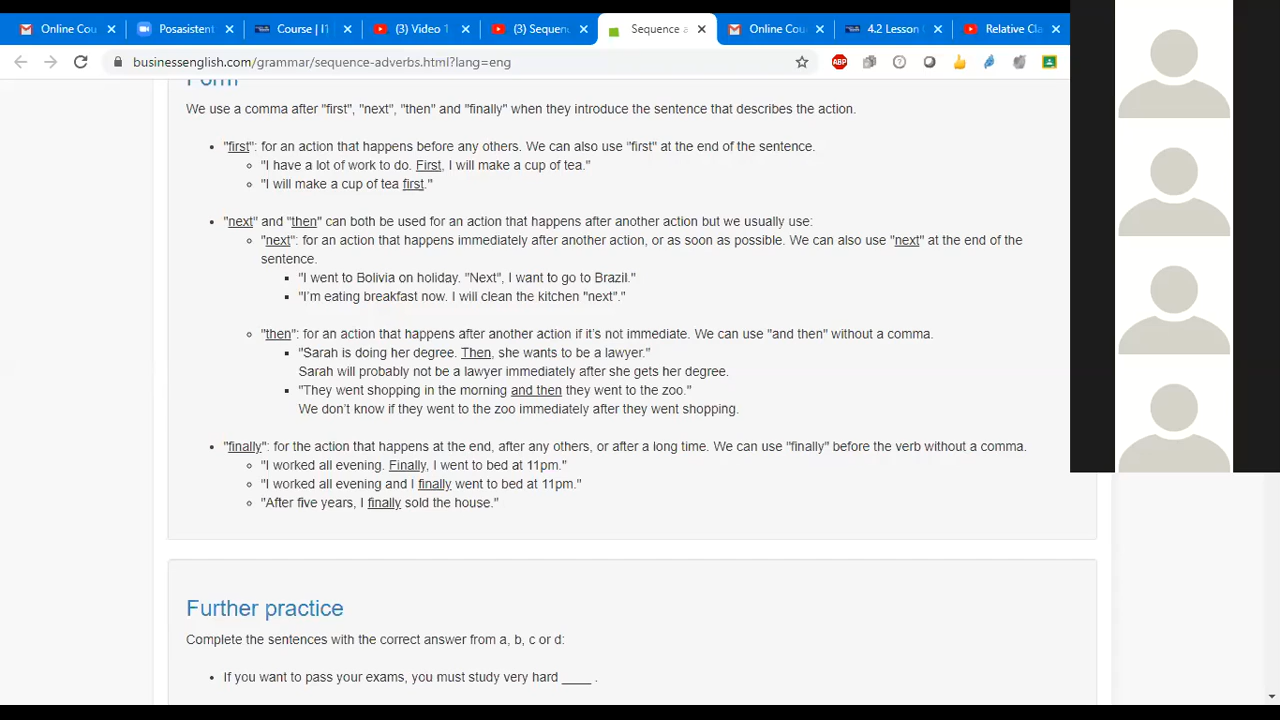 Online Cou
Posasistent
Course | I1
(3) Video 1
(3) Sequenc
Sequence a
Online Cou
4.2 Lesson
Relative Cla
businessenglish.com/grammar/sequence-adverbs.html?lang=eng
ABP
Form
We use a comma after "first", "next", "then" and "finally" when they introduce the sentence that describes the action.
"first": for an action that happens before any others. We can also use "first" at the end of the sentence.
"I have a lot of work to do. First, I will make a cup of tea."
"I will make a cup of tea first."
"next" and "then" can both be used for an action that happens after another action but we usually use:
"next": for an action that happens immediately after another action, or as soon as possible. We can also use "next" at the end of the
sentence.
"I went to Bolivia on holiday. "Next", I want to go to Brazil."
"I'm eating breakfast now. I will clean the kitchen "next"."
"then": for an action that happens after another action if it's not immediate. We can use "and then" without a comma.
"Sarah is doing her degree. Then, she wants to be a lawyer."
Sarah will probably not be a lawyer immediately after she gets her degree.
"They went shopping in the morning and then they went to the zoo."
We don't know if they went to the zoo immediately after they went shopping.
"finally": for the action that happens at the end, after any others, or after a long time. We can use "finally" before the verb without a comma.
"I worked all evening. Finally, I went to bed at 11pm."
"I worked all evening and I finally went to bed at 11pm."
"After five years, I finally sold the house."
Further practice
Complete the sentences with the correct answer from a, b, c or d:
If you want to pass your exams, you must study very hard ____ .